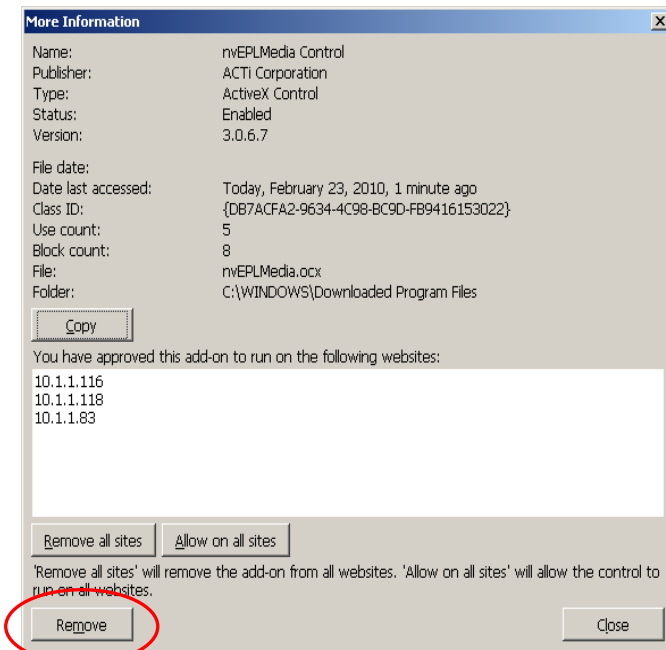 More Information
Name: nvEPLMedia Control
Publisher: ACTi Corporation
Type: ActiveX Control
Status: Enabled
Version: 3.0.6.7
File date:
Date last accessed: Today, February 23, 2010, 1 minute ago
Class ID: {DB7ACFA2-9634-4C98-BC9D-FB9416153022}
Use count: 5
Block count: 8
File: nvEPLMedia.ocx
Folder: C:\WINDOWS\Downloaded Program Files
Copy
You have approved this add-on to run on the following websites:
10.1.1.116
10.1.1.118
10.1.1.83
Remove all sites Allow on all sites
'Remove all sites' will remove the add-on from all websites. 'Allow on all sites' will allow the control to
run on all websites.
Remove Close